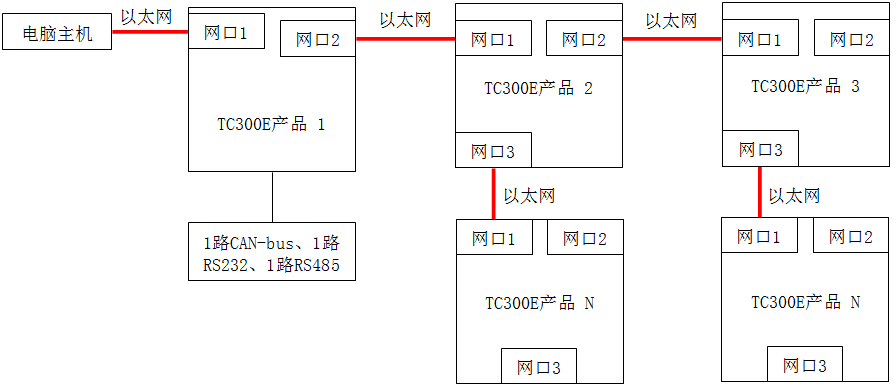 电脑主机
以太网
网口1
网口2
TC300E产品 1
1路CAN-bus、1路
RS232、1路RS485
以太网
网口1
网口2
TC300E产品 2
网口3
以太网
网口1
网口2
TC300E产品 3
网口3
以太网
网口1
网口2
TC300E产品 N
网口3
以太网
网口1
网口2
TC300E产品 N
网口3